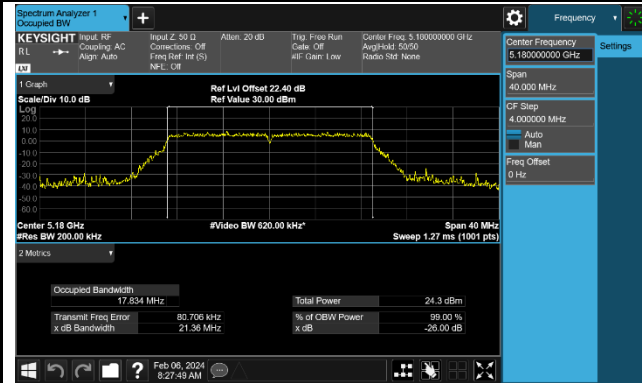 Spectrum Analyzer 1
Occupied BW
Frequency
KEYSIGHT
RL
LXI
Input: RF
Coupling: AC
Align: Auto
Input Z: 50 Ω
Corrections: Off
Freq Ref: Int (S)
NFE: Off
Atten: 20 dB
Trig: Free Run
Gate: Off
#IF Gain: Low
Center Freq: 5.180000000 GHz
Avg|Hold: 50/50
Radio Std: None
1 Graph
Scale/Div 10.0 dB
Ref Lvl Offset 22.40 dB
Ref Value 30.00 dBm
Log
20.0
10.0
0.00
-10.0
-20.0
-30.0
-40.0
-50.0
-60.0
Center 5.18 GHz
#Res BW 200.00 kHz
#Video BW 620.00 kHz*
Span 40 MHz
Sweep 1.27 ms (1001 pts)
2 Metrics
Occupied Bandwidth
17.834 MHz
Transmit Freq Error 80.706 kHz
x dB Bandwidth 21.36 MHz
Total Power 24.3 dBm
% of OBW Power 99.00 %
x dB -26.00 dB
Feb 06, 2024
8:27:49 AM
Center Frequency
5.180000000 GHz
Span
40.000 MHz
CF Step
4.000000 MHz
Auto
Man
Freq Offset
0 Hz
Settings